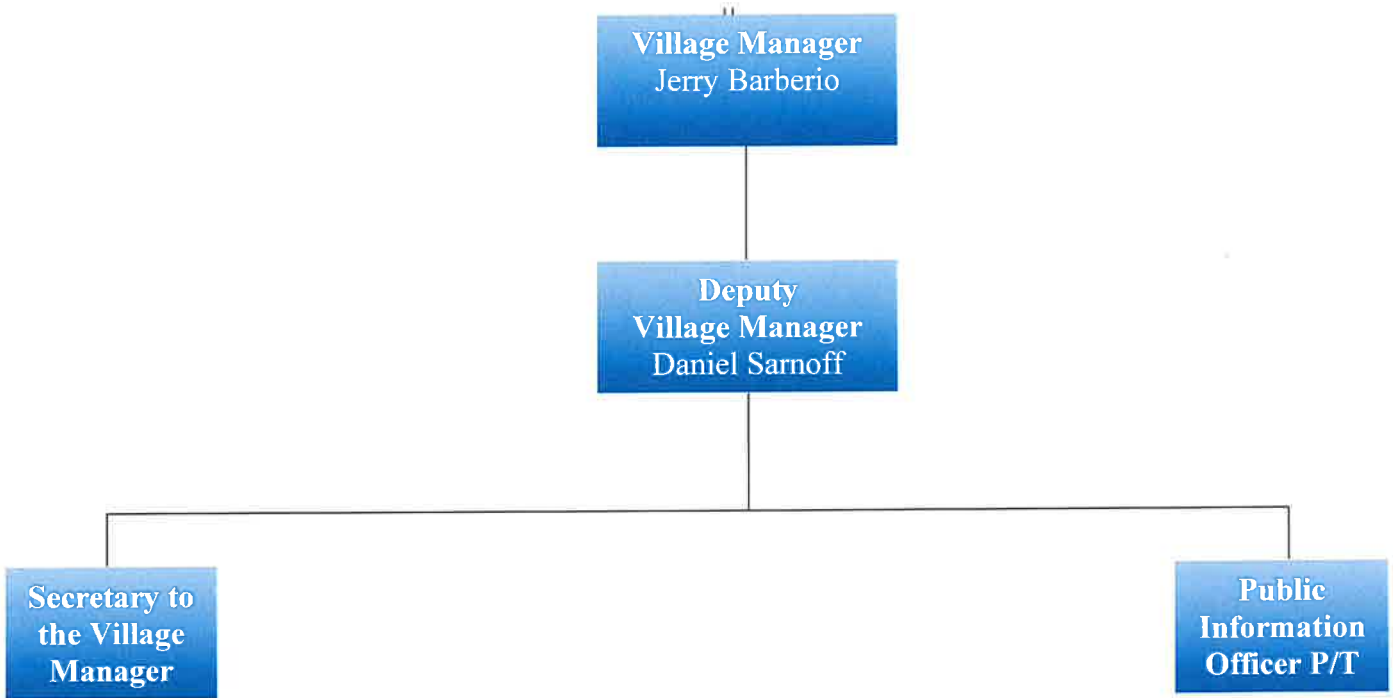 Village Manager
Jerry Barberio
Deputy
Village Manager
Daniel Sarnoff
Secretary to
the Village
Manager
Public
Information
Officer P/T